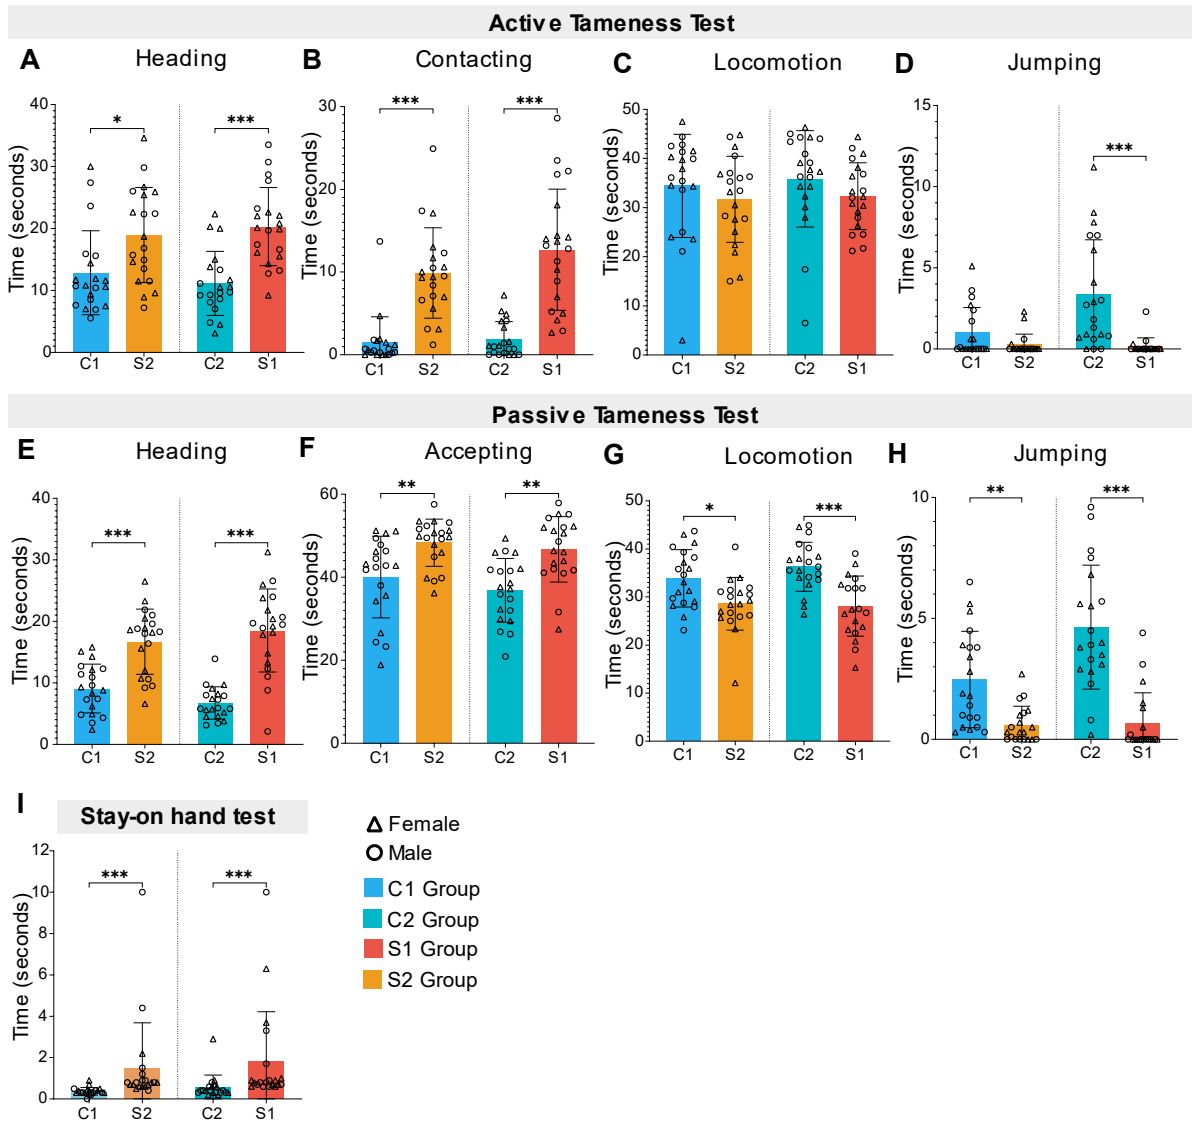 Active Tameness Test
A Heading
B Contacting
C Locomotion
D Jumping
Time (seconds)
40
30
20
10
0
*
***
C1 S2 C2 S1
Time (seconds)
30
20
10
0
***
***
C1 S2 C2 S1
Time (seconds)
50
40
30
20
10
0
C1 S2 C2 S1
Time (seconds)
15
10
5
0
***
C1 S2 C2 S1
Passive Tameness Test
E Heading
F Accepting
G Locomotion
H Jumping
Time (seconds)
40
30
20
10
0
***
***
C1 S2 C2 S1
Time (seconds)
60
40
20
0
**
**
C1 S2 C2 S1
Time (seconds)
50
40
30
20
10
0
*
***
C1 S2 C2 S1
Time (seconds)
10
5
0
**
***
C1 S2 C2 S1
I Stay-on hand test
Time (seconds)
12
10
8
6
4
2
0
***
***
C1 S2 C2 S1
Female
Male
C1 Group
C2 Group
S1 Group
S2 Group